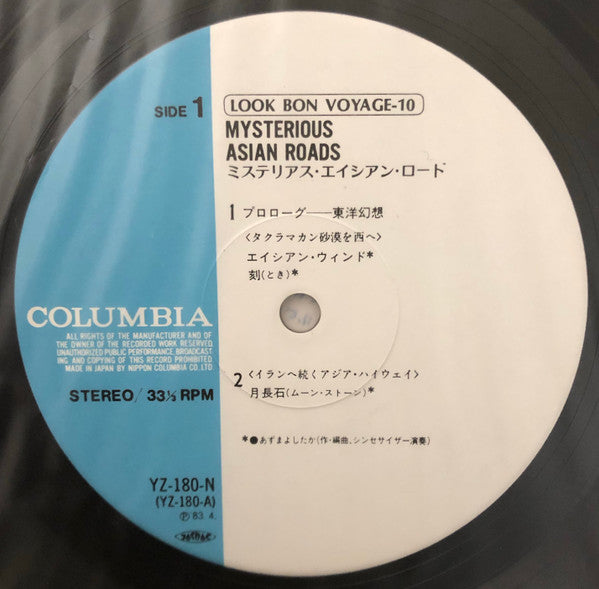 SIDE 1
LOOK BON VOYAGE-10
MYSTERIOUS
ASIAN ROADS
ミステリアス・エイシアン・ロード
1 プロローグ——東洋幻想
〈タクラマカン砂漠を西へ〉
エイシアン・ウィンド*
刻(とき)*
COLUMBIA
ALL RIGHTS OF THE MANUFACTURER AND OF
THE OWNER OF THE RECORDED WORK RESERVED.
UNAUTHORIZED PUBLIC PERFORMANCE, BROADCAST-
ING AND COPYING OF THIS RECORD PROHIBITED.
MADE IN JAPAN BY NIPPON COLUMBIA CO., LTD.
STEREO/33⅓ RPM
2 〈イランへ続くアジア・ハイウェイ〉
月長石(ムーン・ストーン)*
*●あずまよしたか(作・編曲、シンセサイザー演奏)
YZ-180-N
(YZ-180-A)
℗ 83. 4.